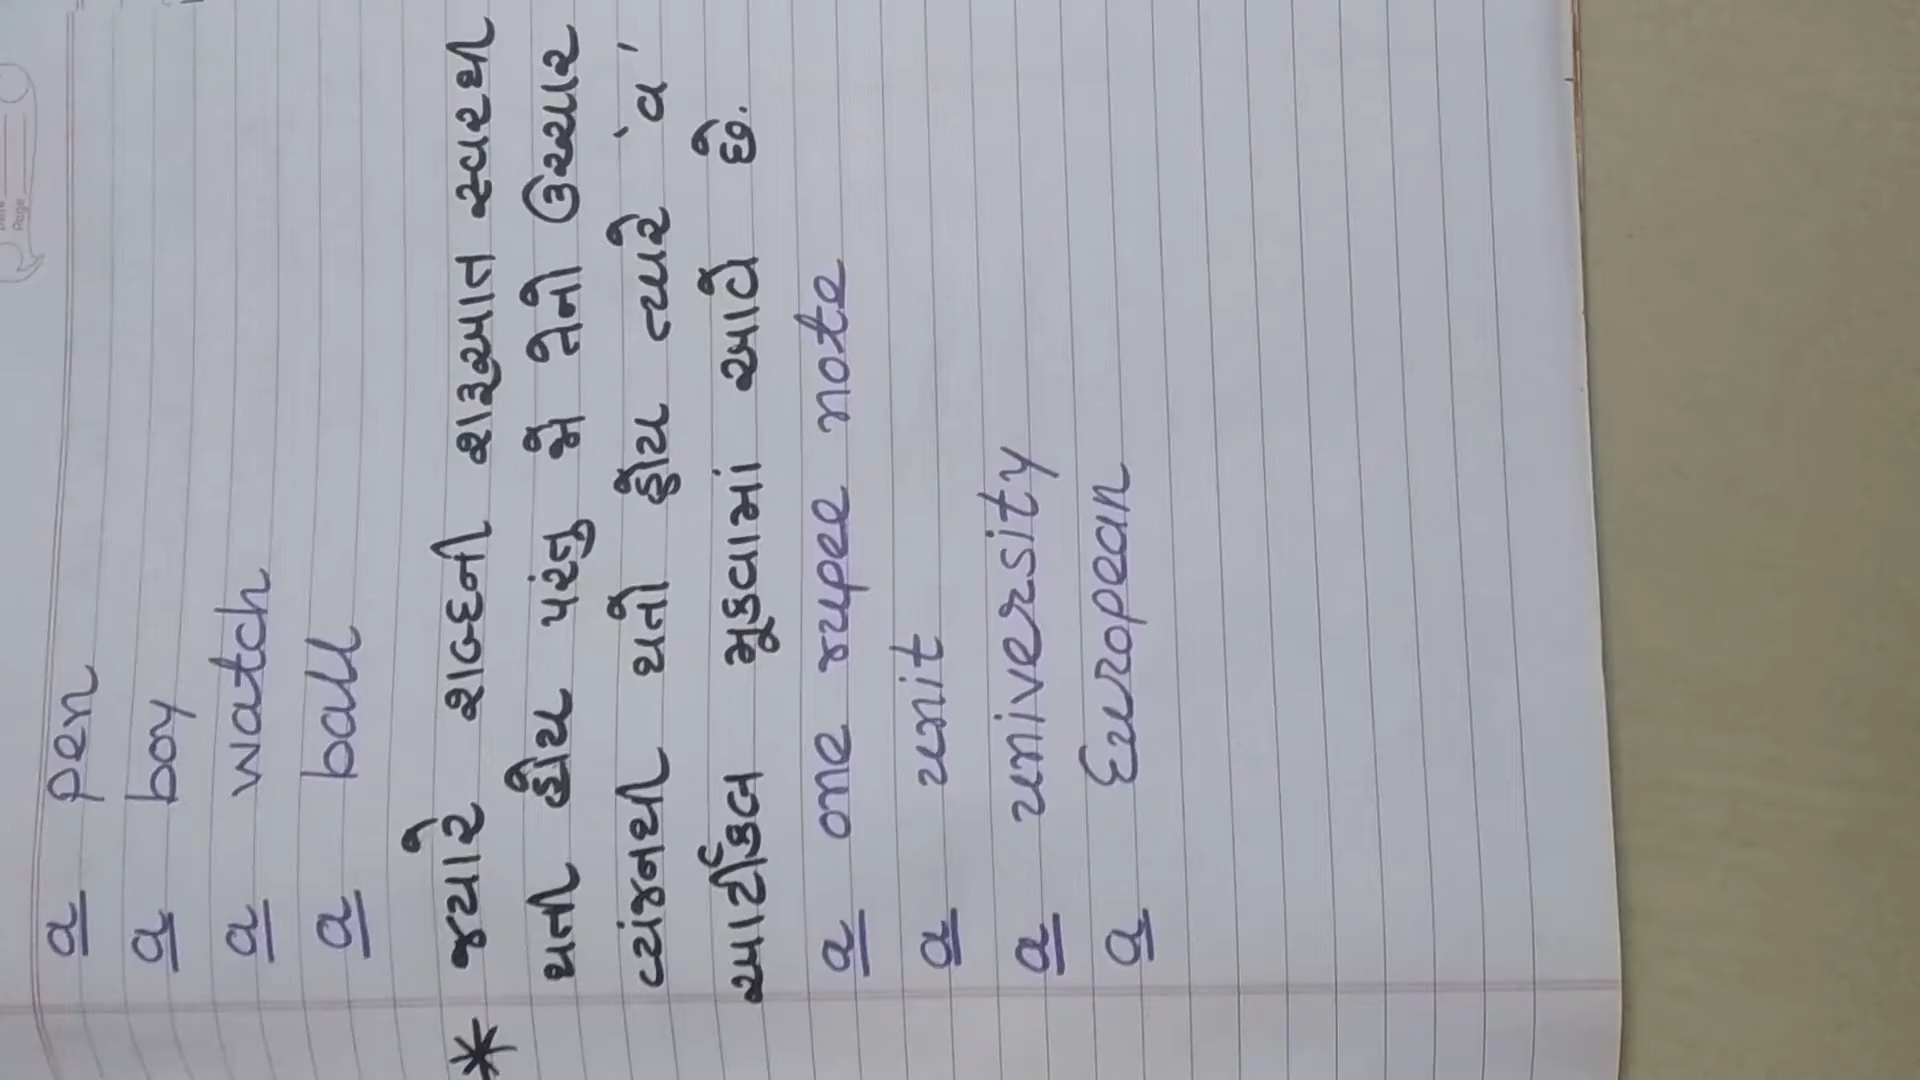 Page
a pen
a boy
a watch
a ball
* જ્યારે શબ્દની શરૂઆત સ્વરથી
થતી હોય પરંતુ જો તેનો ઉચ્ચાર
વ્યંજનથી થતો હોય ત્યારે 'a'
આર્ટીકલ મૂકવામાં આવે છે.
a one rupee note
a unit
a university
a European